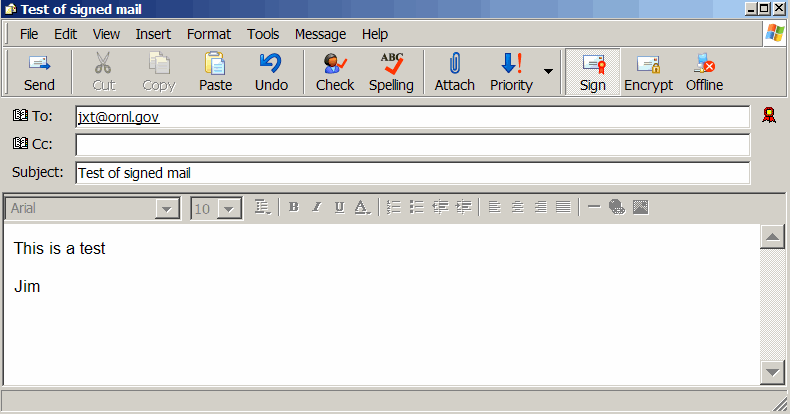 Test of signed mail
File Edit View Insert Format Tools Message Help
Send Cut Copy Paste Undo ABC Check Spelling Attach Priority Sign Encrypt Offline
To: jxt@ornl.gov
Cc:
Subject: Test of signed mail
Arial 10 B I U A
This is a test
Jim